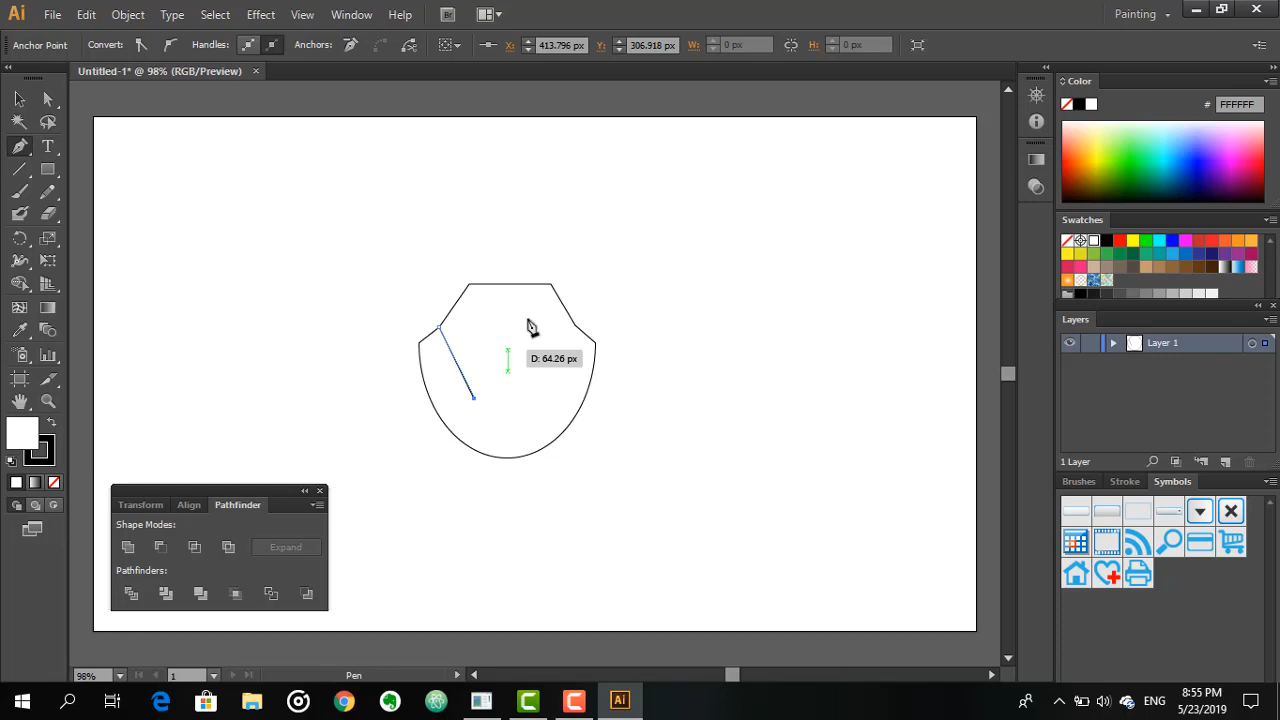 Ai File Edit Object Type Select Effect View Window Help Br Painting
Anchor Point Convert: Handles: Anchors: X: 413.796 px Y: 306.918 px W: 0 px H: 0 px
Untitled-1* @ 98% (RGB/Preview)
Color
# FFFFFF
Swatches
Layers
Layer 1
1 Layer
Brushes Stroke Symbols
D: 64.26 px
Transform Align Pathfinder
Shape Modes:
Expand
Pathfinders:
98% 1 Pen
Ai ENG 8:55 PM
5/23/2019